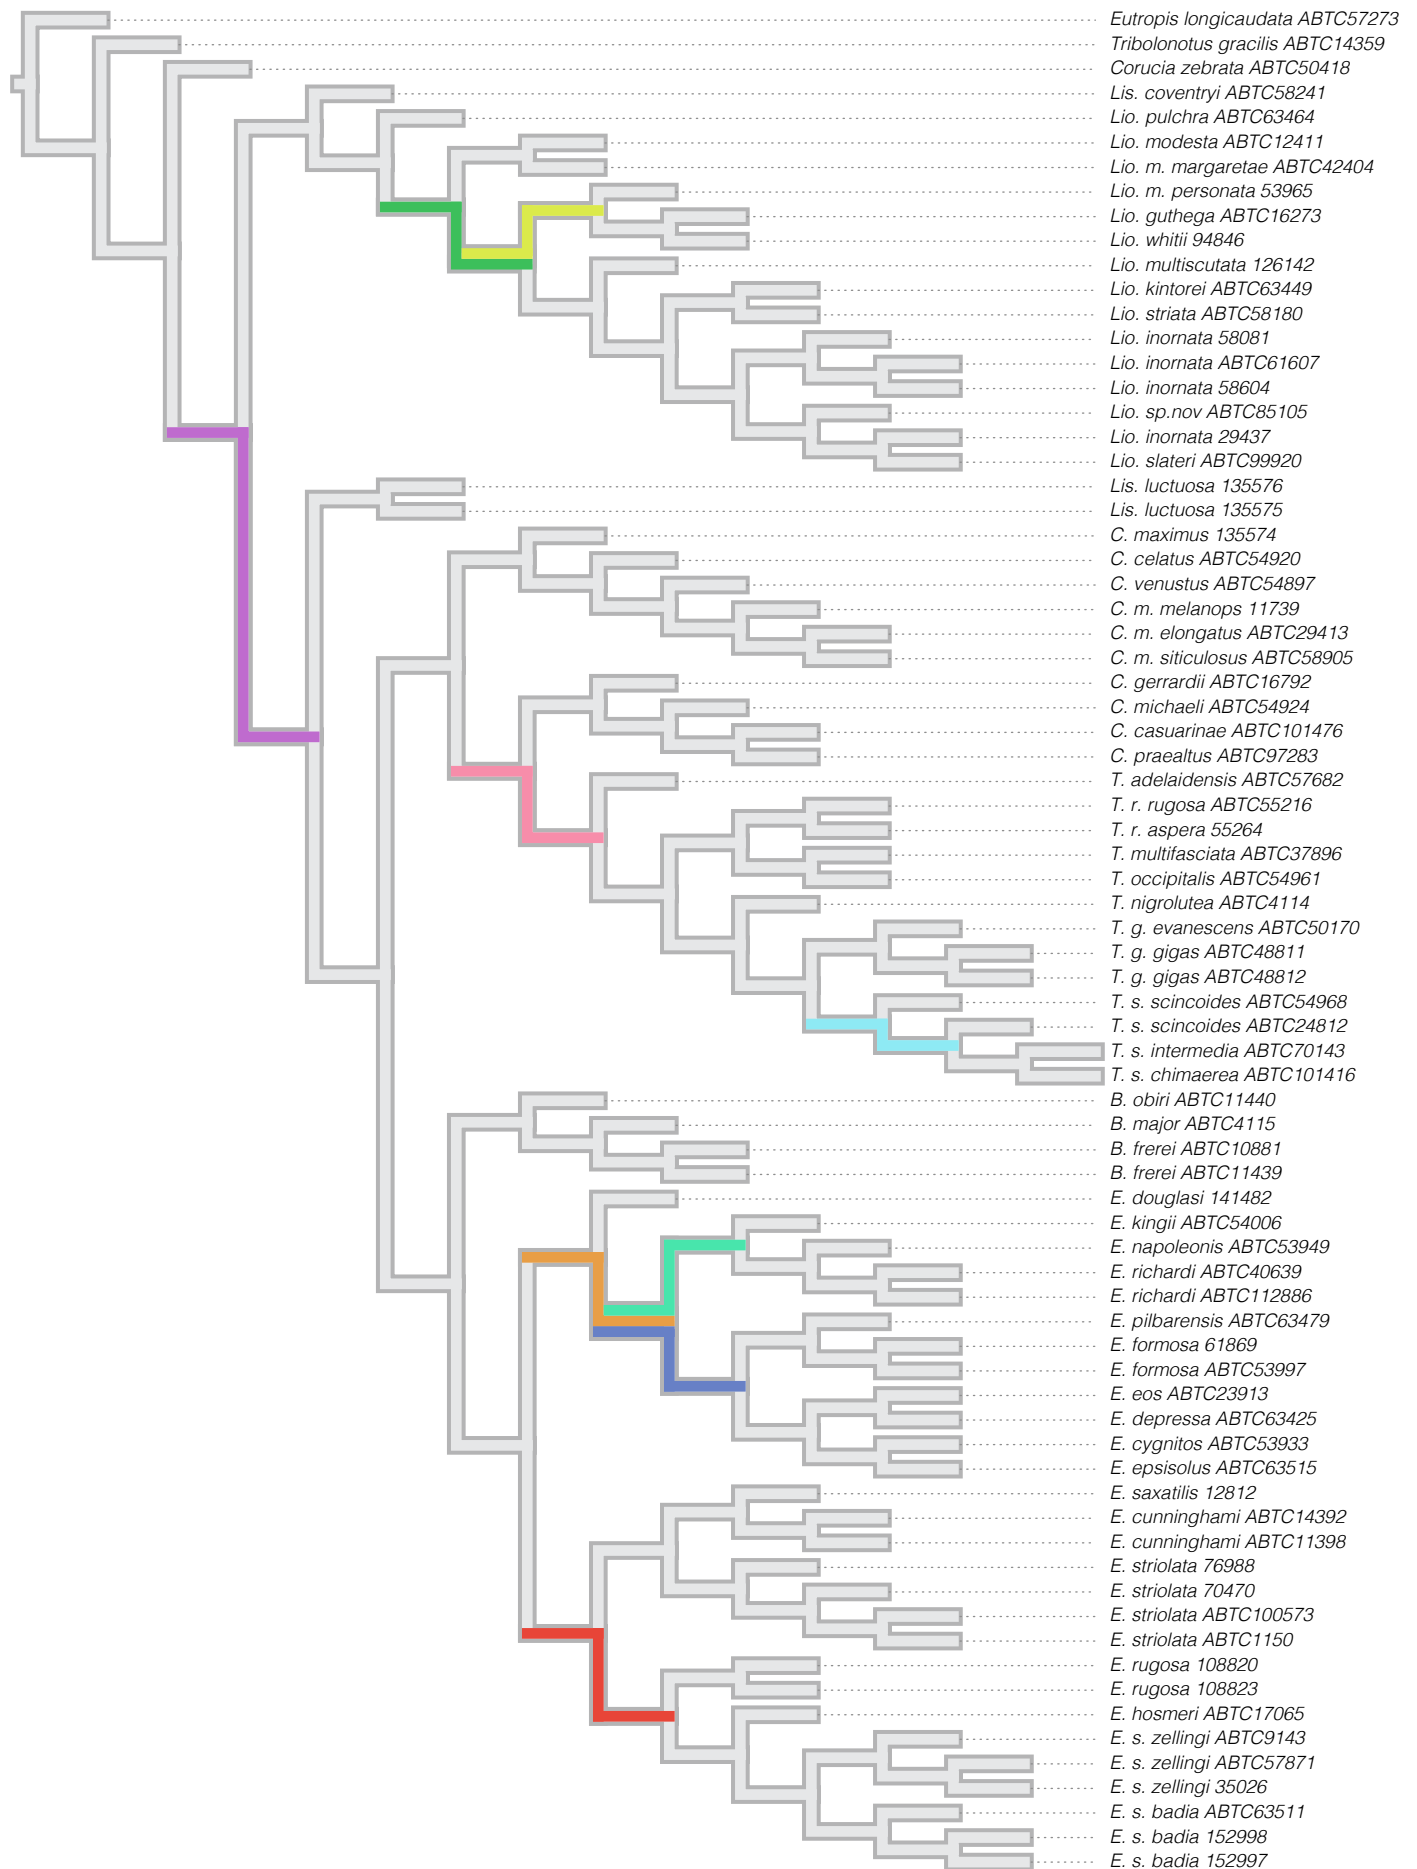 Eutropis longicaudata ABTC57273
Tribolonotus gracilis ABTC14359
Corucia zebrata ABTC50418
Lis. coventryi ABTC58241
Lio. pulchra ABTC63464
Lio. modesta ABTC12411
Lio. m. margaretae ABTC42404
Lio. m. personata 53965
Lio. guthega ABTC16273
Lio. whitii 94846
Lio. multiscutata 126142
Lio. kintorei ABTC63449
Lio. striata ABTC58180
Lio. inornata 58081
Lio. inornata ABTC61607
Lio. inornata 58604
Lio. sp.nov ABTC85105
Lio. inornata 29437
Lio. slateri ABTC99920
Lis. luctuosa 135576
Lis. luctuosa 135575
C. maximus 135574
C. celatus ABTC54920
C. venustus ABTC54897
C. m. melanops 11739
C. m. elongatus ABTC29413
C. m. siticulosus ABTC58905
C. gerrardii ABTC16792
C. michaeli ABTC54924
C. casuarinae ABTC101476
C. praealtus ABTC97283
T. adelaidensis ABTC57682
T. r. rugosa ABTC55216
T. r. aspera 55264
T. multifasciata ABTC37896
T. occipitalis ABTC54961
T. nigrolutea ABTC4114
T. g. evanescens ABTC50170
T. g. gigas ABTC48811
T. g. gigas ABTC48812
T. s. scincoides ABTC54968
T. s. scincoides ABTC24812
T. s. intermedia ABTC70143
T. s. chimaerea ABTC101416
B. obiri ABTC11440
B. major ABTC4115
B. frerei ABTC10881
B. frerei ABTC11439
E. douglasi 141482
E. kingii ABTC54006
E. napoleonis ABTC53949
E. richardi ABTC40639
E. richardi ABTC112886
E. pilbarensis ABTC63479
E. formosa 61869
E. formosa ABTC53997
E. eos ABTC23913
E. depressa ABTC63425
E. cygnitos ABTC53933
E. epsisolus ABTC63515
E. saxatilis 12812
E. cunninghami ABTC14392
E. cunninghami ABTC11398
E. striolata 76988
E. striolata 70470
E. striolata ABTC100573
E. striolata ABTC1150
E. rugosa 108820
E. rugosa 108823
E. hosmeri ABTC17065
E. s. zellingi ABTC9143
E. s. zellingi ABTC57871
E. s. zellingi 35026
E. s. badia ABTC63511
E. s. badia 152998
E. s. badia 152997